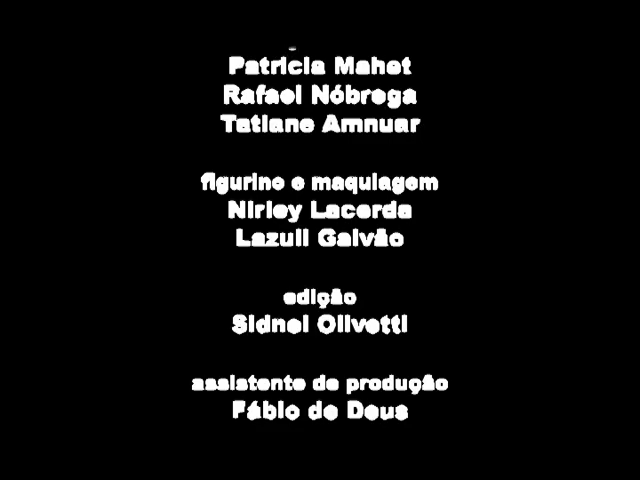 Patricia Mahet
Rafael Nóbrega
Tatiane Amnuar
figurino e maquiagem
Nirley Lacerda
Lazuli Galvão
edição
Sidnei Olivetti
assistente de produção
Fábio de Deus